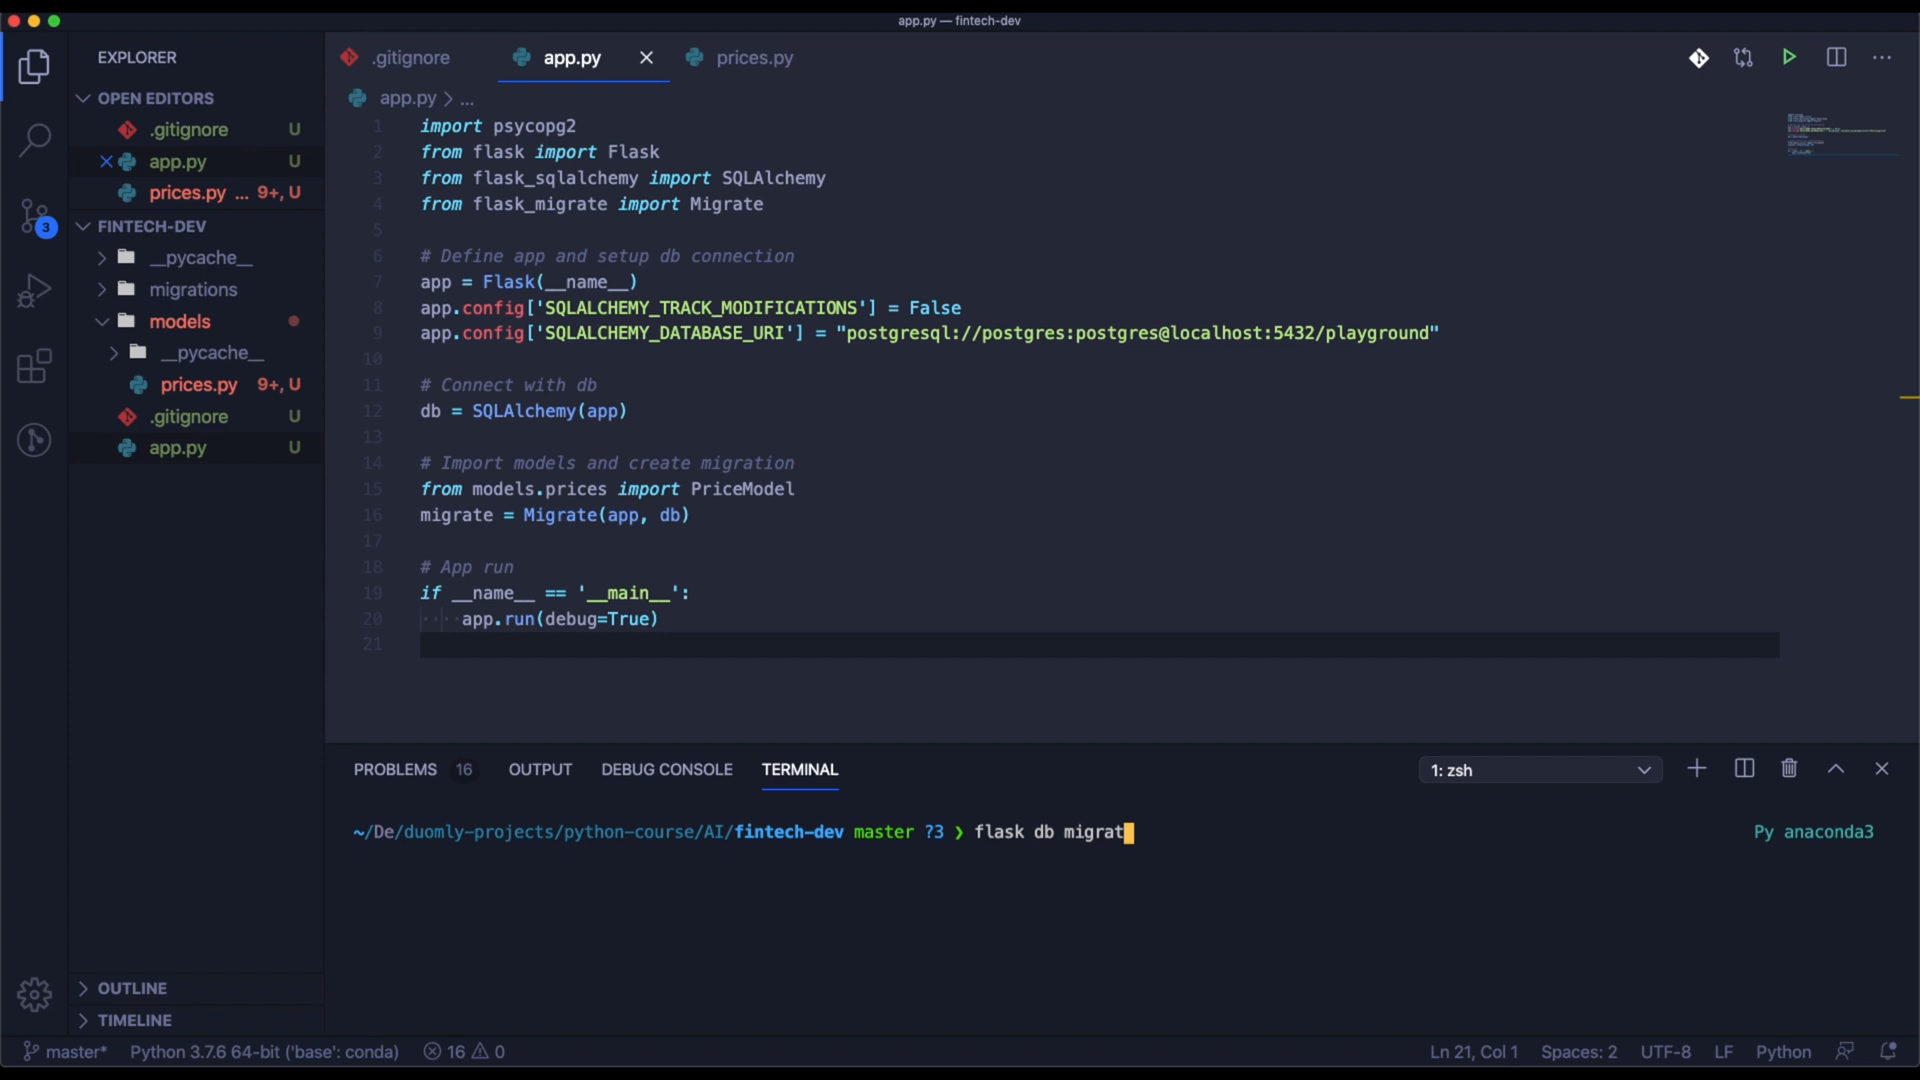 app.py — fintech-dev
EXPLORER
OPEN EDITORS
.gitignore U
app.py U
prices.py ... 9+, U
FINTECH-DEV
__pycache__
migrations
models
__pycache__
prices.py 9+, U
.gitignore U
app.py U
OUTLINE
TIMELINE
3
.gitignore app.py prices.py
app.py > ...
1 import psycopg2
2 from flask import Flask
3 from flask_sqlalchemy import SQLAlchemy
4 from flask_migrate import Migrate
5
6 # Define app and setup db connection
7 app = Flask(__name__)
8 app.config['SQLALCHEMY_TRACK_MODIFICATIONS'] = False
9 app.config['SQLALCHEMY_DATABASE_URI'] = "postgresql://postgres:postgres@localhost:5432/playground"
10
11 # Connect with db
12 db = SQLAlchemy(app)
13
14 # Import models and create migration
15 from models.prices import PriceModel
16 migrate = Migrate(app, db)
17
18 # App run
19 if __name__ == '__main__':
20 app.run(debug=True)
21
PROBLEMS 16 OUTPUT DEBUG CONSOLE TERMINAL 1: zsh
~/De/duomly-projects/python-course/AI/fintech-dev master ?3 ❯ flask db migrat Py anaconda3
master* Python 3.7.6 64-bit ('base': conda) 16 0 Ln 21, Col 1 Spaces: 2 UTF-8 LF Python